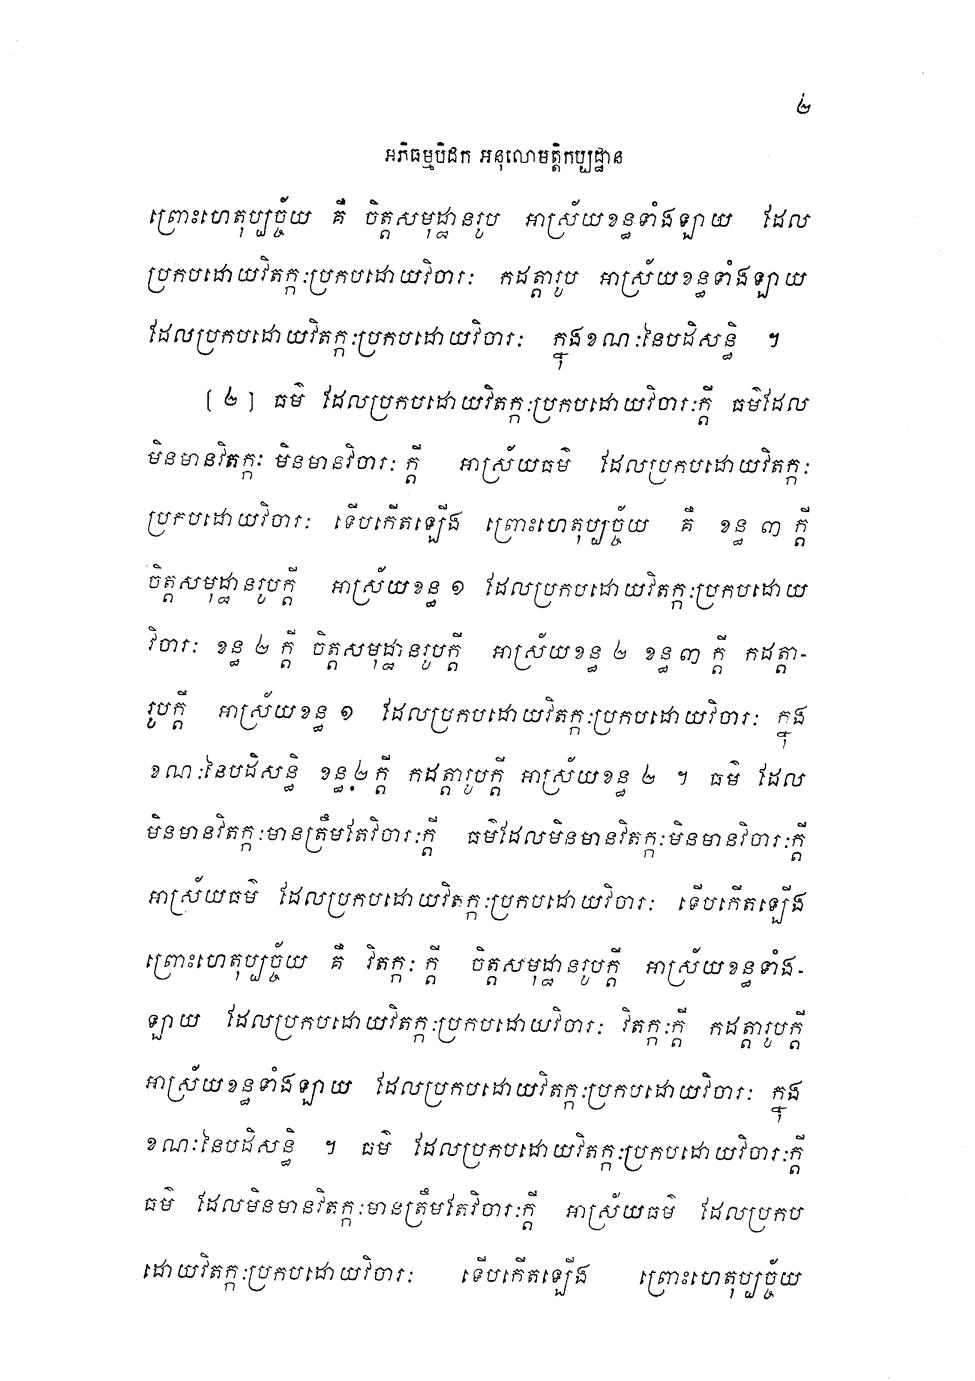 ២
អភិធម្មបិដក អនុលោមត្តិកប្បដ្ឋាន
ព្រោះហេតុប្បច្ច័យ គឺ ចិត្តសមុដ្ឋានរូប អាស្រ័យខន្ធទាំងឡាយ ដែល
ប្រកបដោយវិតក្កៈប្រកបដោយវិចារៈ កដត្តារូប អាស្រ័យខន្ធទាំងឡាយ
ដែលប្រកបដោយវិតក្កៈប្រកបដោយវិចារៈ ក្នុងខណៈនៃបដិសន្ធិ ។
[ ២ ] ធម៌ ដែលប្រកបដោយវិតក្កៈប្រកបដោយវិចារៈក្តី ធម៌ដែល
មិនមានវិតក្កៈ មិនមានវិចារៈ ក្តី អាស្រ័យធម៌ ដែលប្រកបដោយវិតក្កៈ
ប្រកបដោយវិចារៈ ទើបកើតឡើង ព្រោះហេតុប្បច្ច័យ គឺ ខន្ធ ៣ ក្តី
ចិត្តសមុដ្ឋានរូបក្តី អាស្រ័យខន្ធ ១ ដែលប្រកបដោយវិតក្កៈប្រកបដោយ
វិចារៈ ខន្ធ ២ ក្តី ចិត្តសមុដ្ឋានរូបក្តី អាស្រ័យខន្ធ ២ ខន្ធ ៣ ក្តី កដត្តា-
រូបក្តី អាស្រ័យខន្ធ ១ ដែលប្រកបដោយវិតក្កៈប្រកបដោយវិចារៈ ក្នុង
ខណៈនៃបដិសន្ធិ ខន្ធ ២ ក្តី កដត្តារូបក្តី អាស្រ័យខន្ធ ២ ។ ធម៌ ដែល
មិនមានវិតក្កៈមានត្រឹមតែវិចារៈក្តី ធម៌ដែលមិនមានវិតក្កៈមិនមានវិចារៈក្តី
អាស្រ័យធម៌ ដែលប្រកបដោយវិតក្កៈប្រកបដោយវិចារៈ ទើបកើតឡើង
ព្រោះហេតុប្បច្ច័យ គឺ វិតក្កៈ ក្តី ចិត្តសមុដ្ឋានរូបក្តី អាស្រ័យខន្ធទាំង-
ឡាយ ដែលប្រកបដោយវិតក្កៈប្រកបដោយវិចារៈ វិតក្កៈក្តី កដត្តារូបក្តី
អាស្រ័យខន្ធទាំងឡាយ ដែលប្រកបដោយវិតក្កៈប្រកបដោយវិចារៈ ក្នុង
ខណៈនៃបដិសន្ធិ ។ ធម៌ ដែលប្រកបដោយវិតក្កៈប្រកបដោយវិចារៈក្តី
ធម៌ ដែលមិនមានវិតក្កៈមានត្រឹមតែវិចារៈក្តី អាស្រ័យធម៌ ដែលប្រកប
ដោយវិតក្កៈប្រកបដោយវិចារៈ ទើបកើតឡើង ព្រោះហេតុប្បច្ច័យ